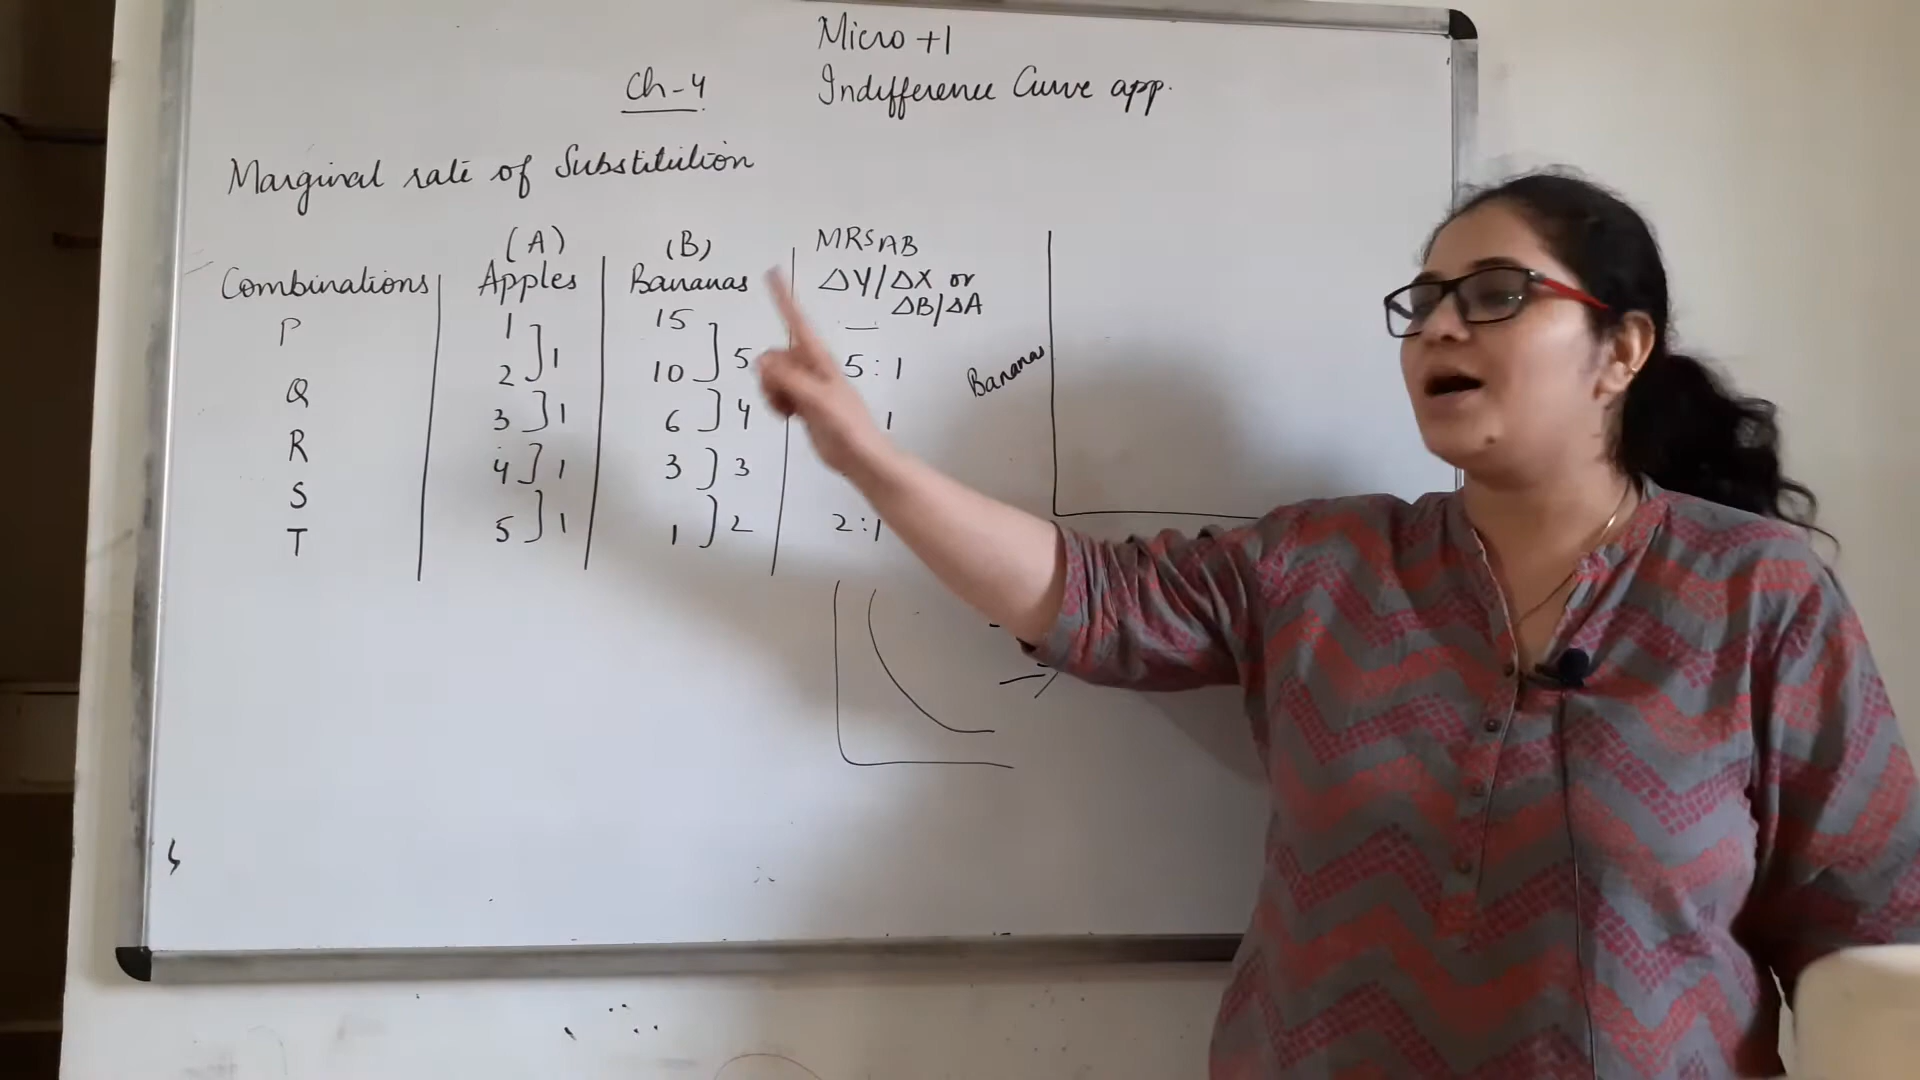 Micro +1
Ch-4 Indifference Curve app.
Marginal rate of Substitution
(A) (B) MRSAB
Combinations Apples Bananas ΔY/ΔX or
ΔB/ΔA
P 1 15 —
Q 2 ] 1 10 ] 5 5:1
R 3 ] 1 6 ] 4 1
S 4 ] 1 3 ] 3
T 5 ] 1 1 ] 2 2:1
Bananas